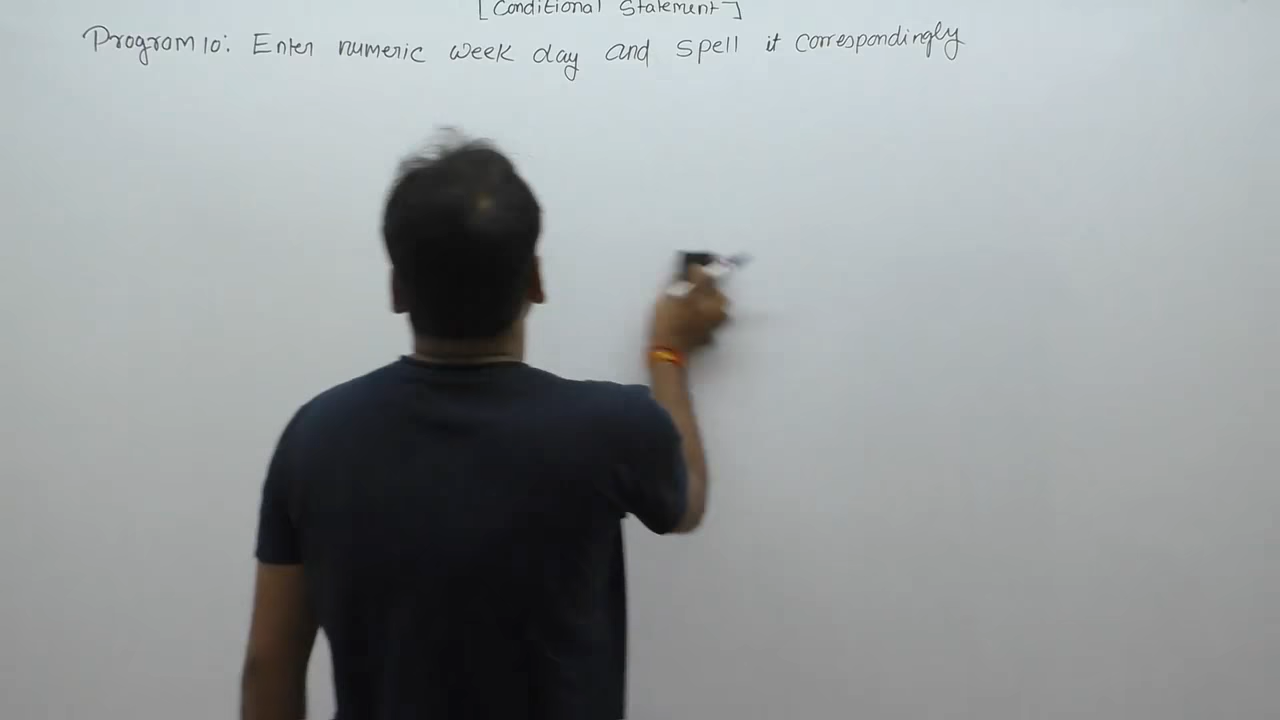 [Conditional Statement]
Program 10: Enter numeric week day and spell it correspondingly